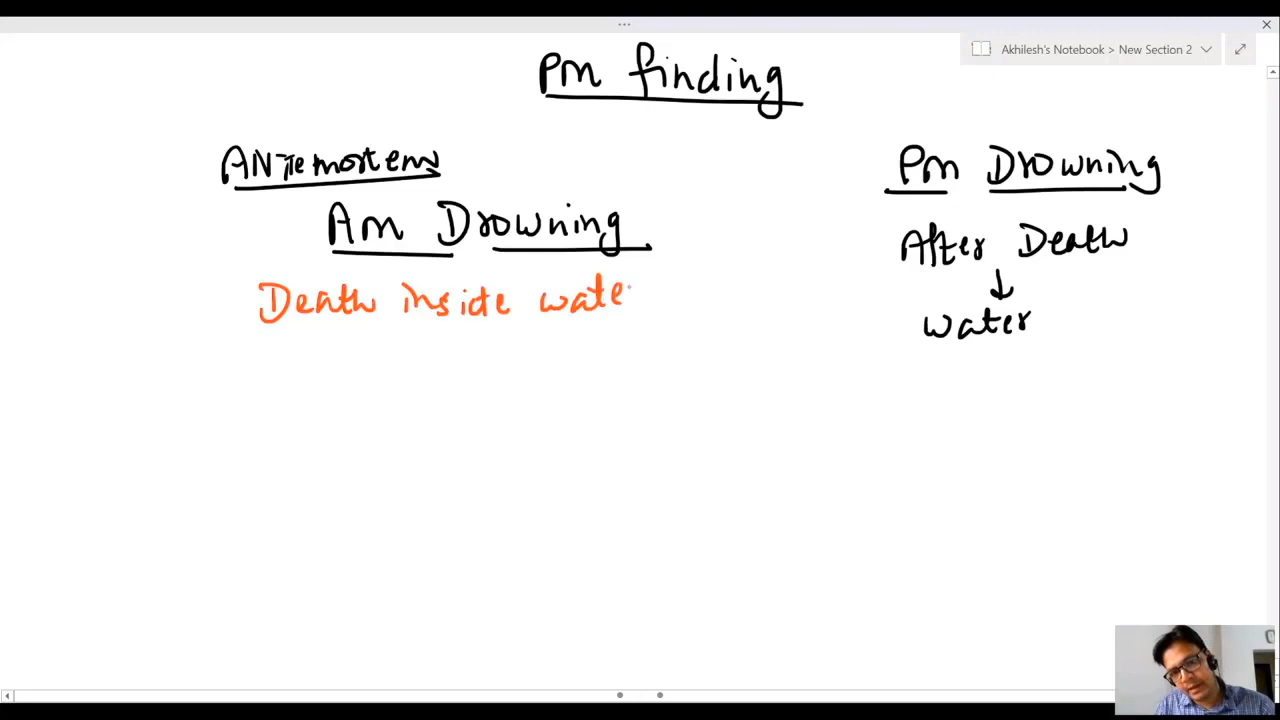 Akhilesh's Notebook > New Section 2
Pm finding
ANTemortem
Am Drowning
Death inside wate
Pm Drowning
After Death
↓
water